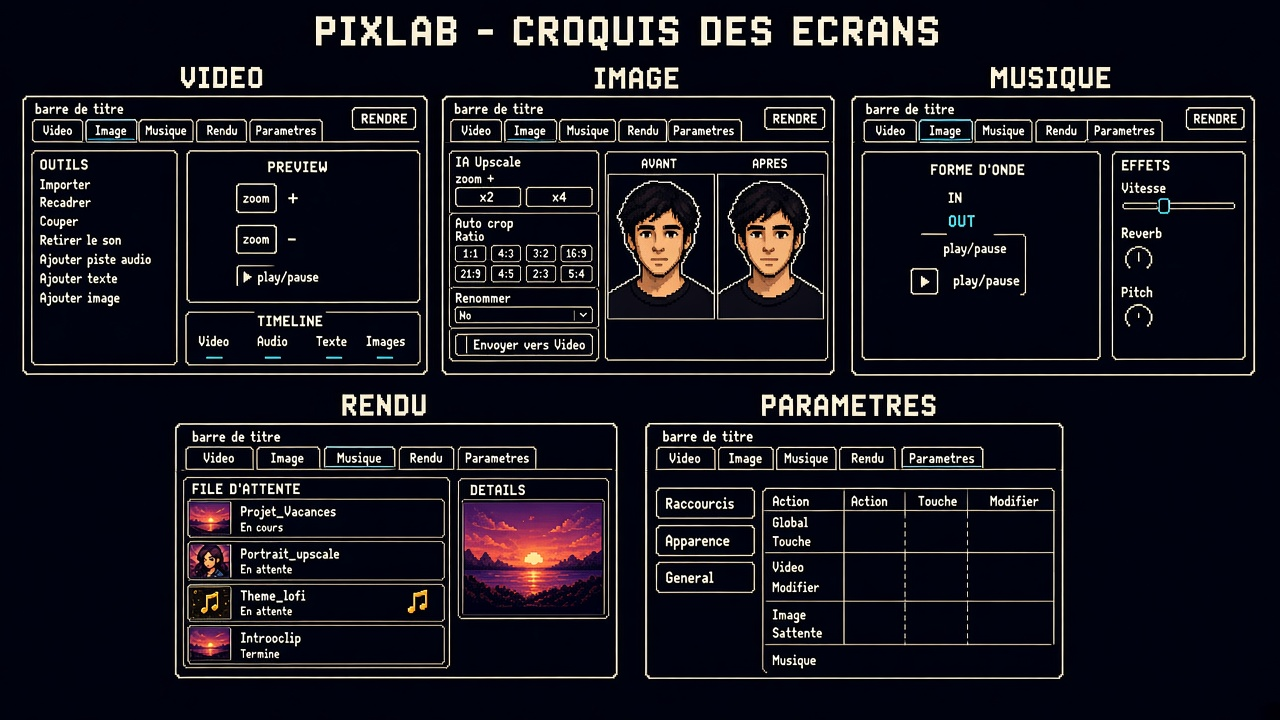 PIXLAB - CROQUIS DES ECRANS
VIDEO
barre de titre
RENDRE
Video Image Musique Rendu Parametres
OUTILS
Importer
Recadrer
Couper
Retirer le son
Ajouter piste audio
Ajouter texte
Ajouter image
PREVIEW
zoom +
zoom -
play/pause
TIMELINE
Video Audio Texte Images
IMAGE
barre de titre
RENDRE
Video Image Musique Rendu Parametres
IA Upscale
zoom +
x2 x4
Auto crop
Ratio
1:1 4:3 3:2 16:9
21:9 4:5 2:3 5:4
Renommer
No
Envoyer vers Video
AVANT APRES
MUSIQUE
barre de titre
RENDRE
Video Image Musique Rendu Parametres
FORME D'ONDE
IN
OUT
play/pause
play/pause
EFFETS
Vitesse
Reverb
Pitch
RENDU
barre de titre
Video Image Musique Rendu Parametres
FILE D'ATTENTE
Projet_Vacances
En cours
Portrait_upscale
En attente
Theme_lofi
En attente
Introoclip
Termine
DETAILS
PARAMETRES
barre de titre
Video Image Musique Rendu Parametres
Raccourcis
Apparence
General
Action Action Touche Modifier
Global
Touche
Video
Modifier
Image
Sattente
Musique